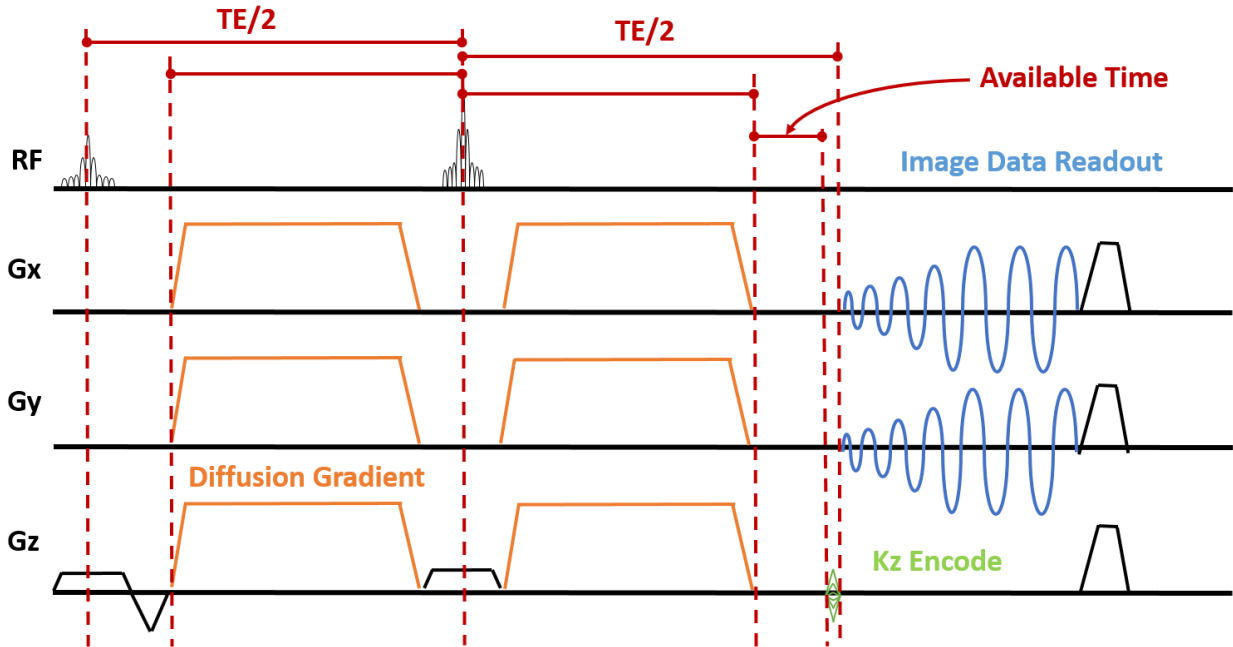 TE/2
TE/2
Available Time
RF
Image Data Readout
Gx
Gy
Diffusion Gradient
Gz
Kz Encode